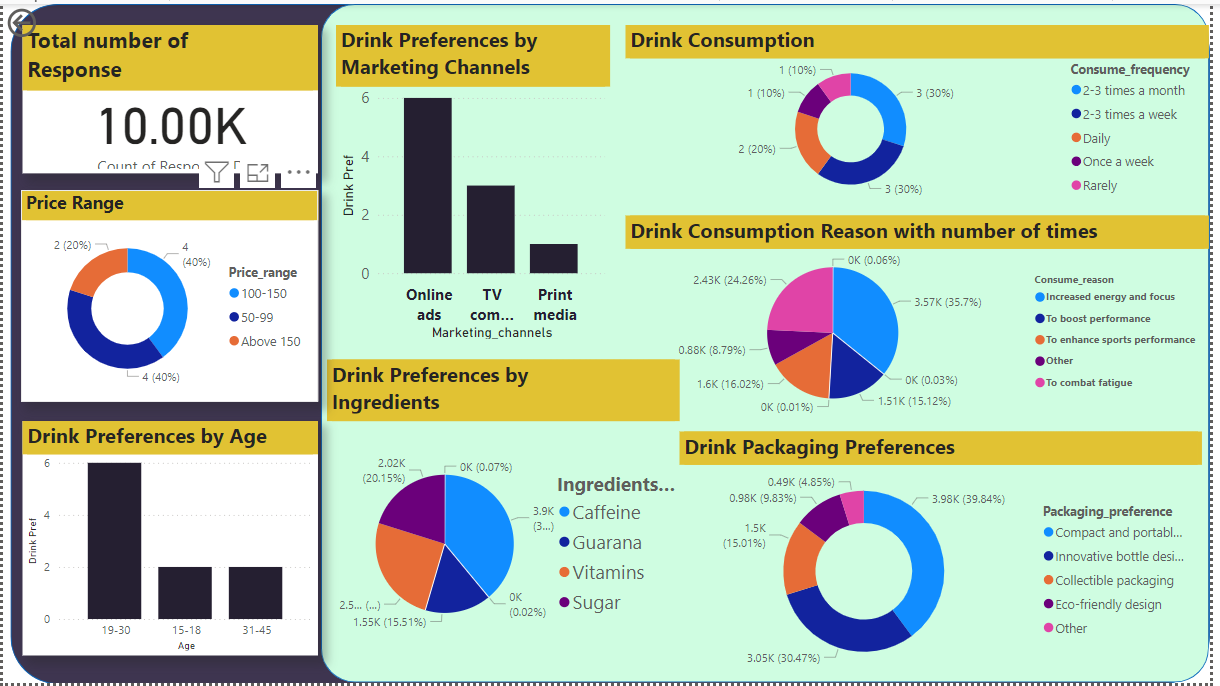 Total number of
Response
10.00K
Count of Respo
Price Range
2 (20%)
4
(40%)
4 (40%)
Price_range
100-150
50-99
Above 150
Drink Preferences by Age
6
4
2
0
Drink Pref
19-30
15-18
31-45
Age
Drink Preferences by
Marketing Channels
6
4
2
0
Drink Pref
Online
ads
TV
com...
Print
media
Marketing_channels
Drink Preferences by
Ingredients
2.02K
(20.15%)
0K (0.07%)
3.9K
(3...)
0K
(0.02%)
1.55K (15.51%)
2.5... (...)
Ingredients...
Caffeine
Guarana
Vitamins
Sugar
Drink Consumption
1 (10%)
1 (10%)
2 (20%)
3 (30%)
3 (30%)
Consume_frequency
2-3 times a month
2-3 times a week
Daily
Once a week
Rarely
Drink Consumption Reason with number of times
0K (0.06%)
2.43K (24.26%)
3.57K (35.7%)
0.88K (8.79%)
0K (0.03%)
1.6K (16.02%)
1.51K (15.12%)
0K (0.01%)
Consume_reason
Increased energy and focus
To boost performance
To enhance sports performance
Other
To combat fatigue
Drink Packaging Preferences
0.49K (4.85%)
0.98K (9.83%)
3.98K (39.84%)
1.5K
(15.01%)
3.05K (30.47%)
Packaging_preference
Compact and portabl...
Innovative bottle desi...
Collectible packaging
Eco-friendly design
Other